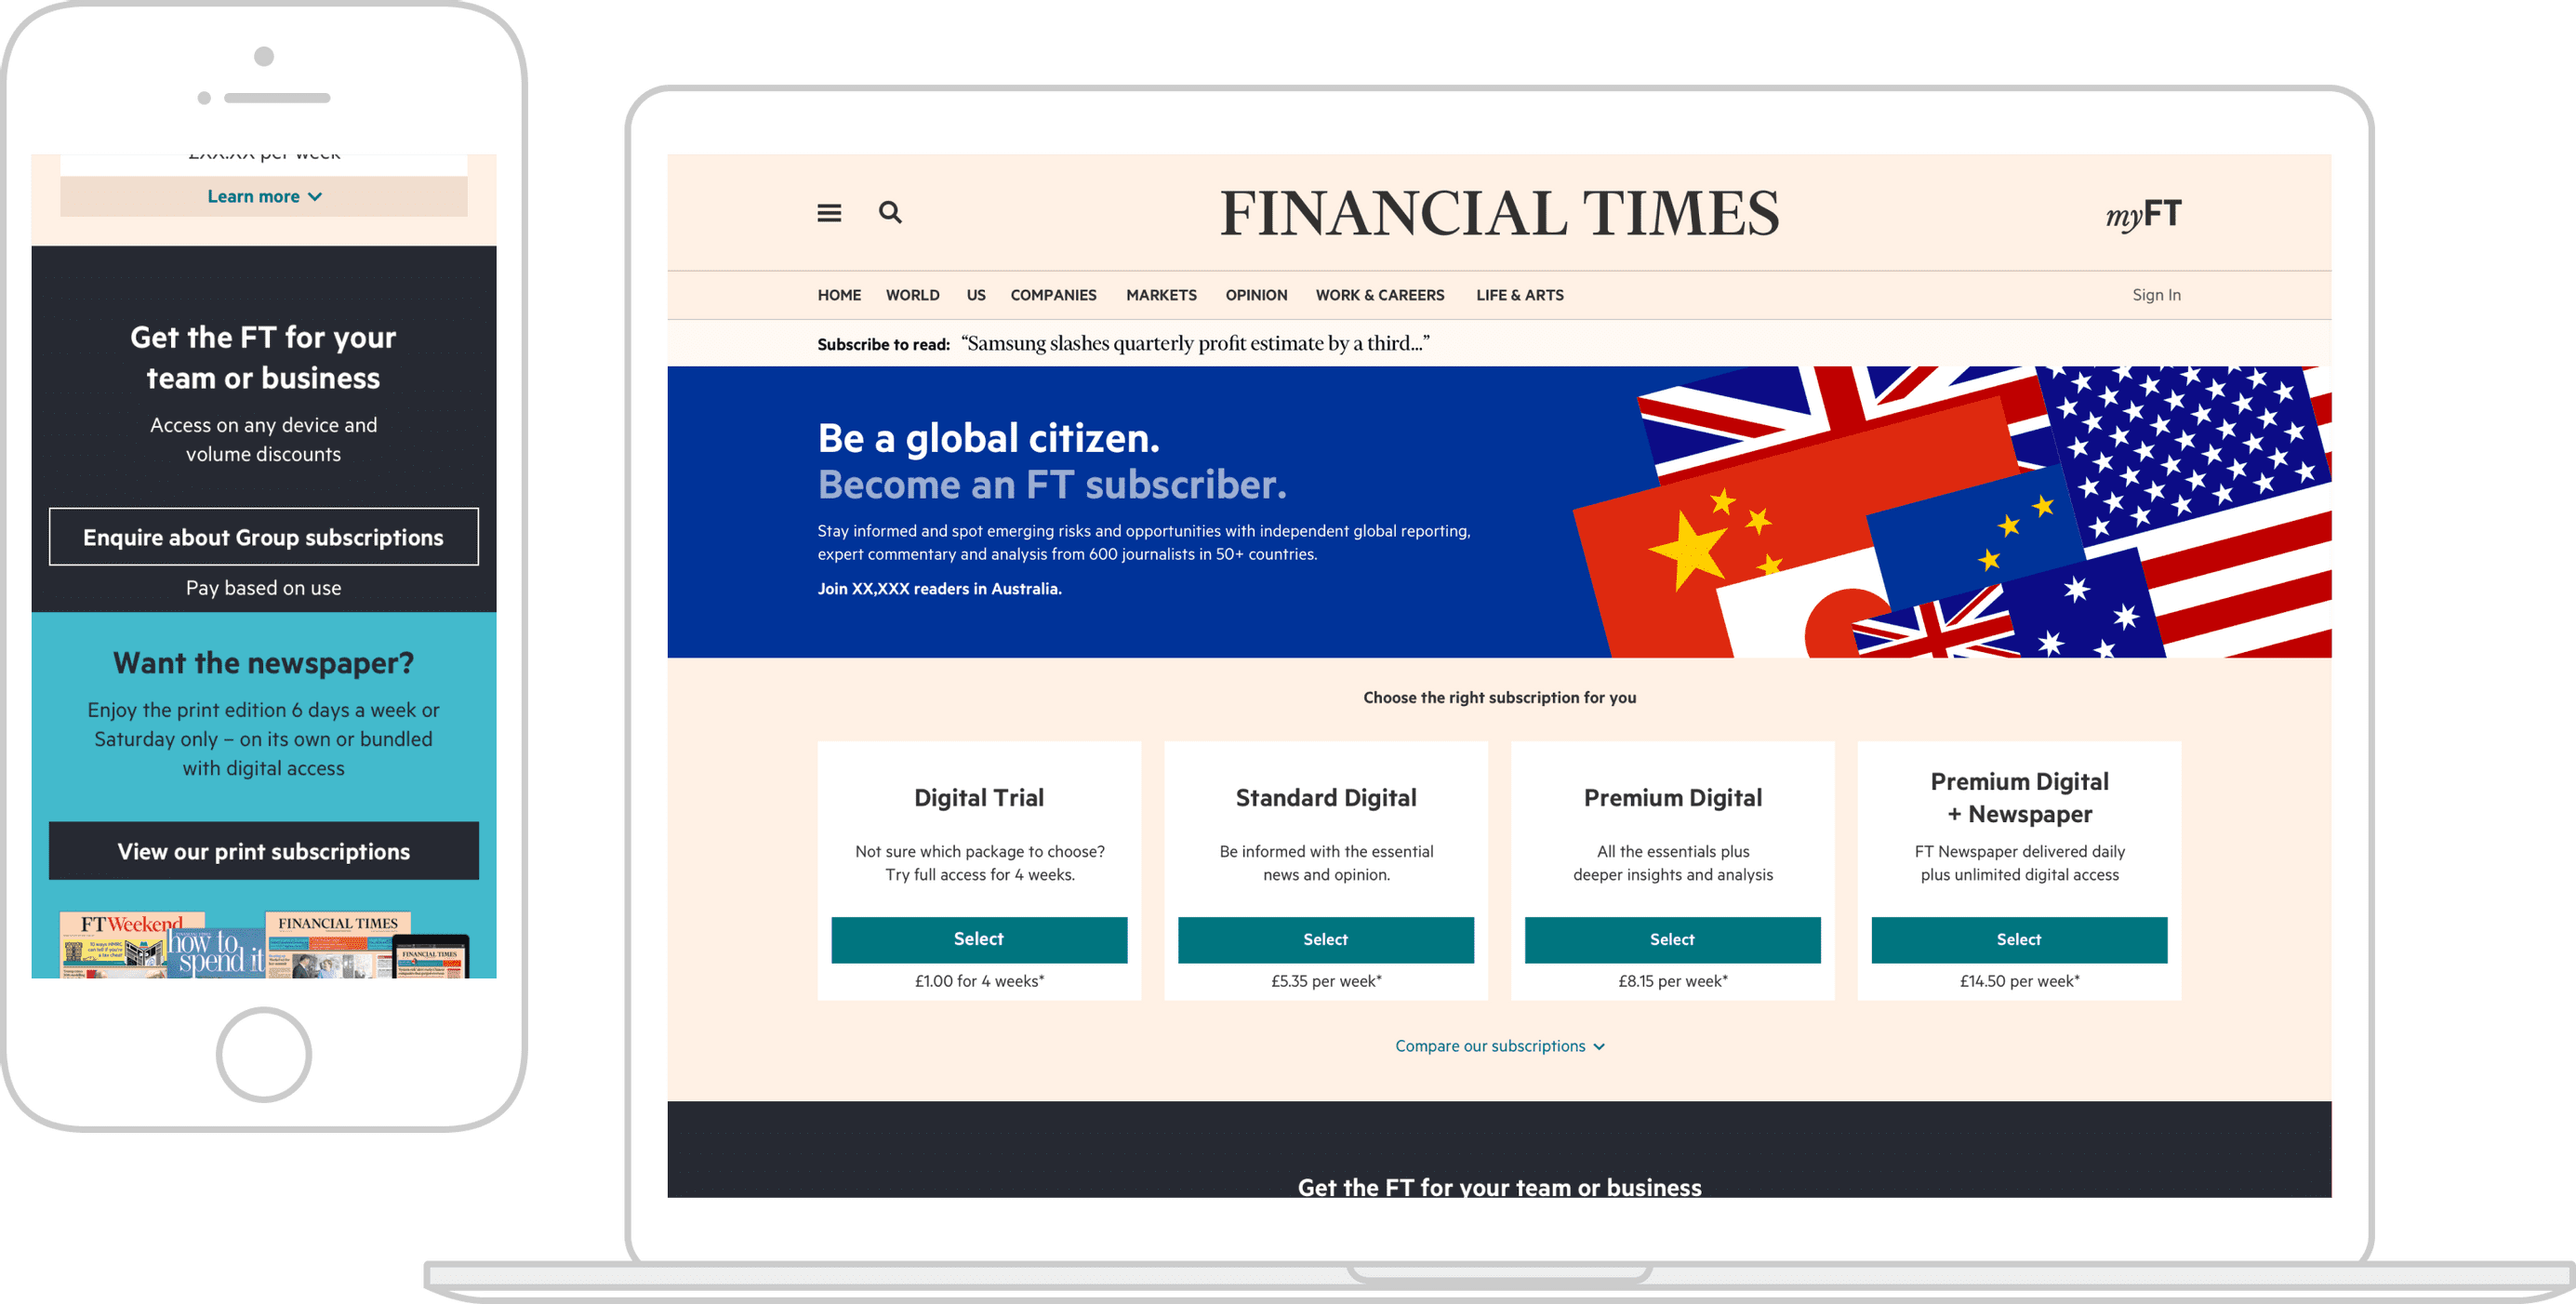 per week
Learn more
Get the FT for your
team or business
Access on any device and
volume discounts
Enquire about Group subscriptions
Pay based on use
Want the newspaper?
Enjoy the print edition 6 days a week or
Saturday only – on its own or bundled
with digital access
View our print subscriptions
FTWeekend
how to
spend it
FINANCIAL TIMES
FINANCIAL TIMES
FINANCIAL TIMES
myFT
HOME WORLD US COMPANIES MARKETS OPINION WORK & CAREERS LIFE & ARTS Sign In
Subscribe to read: “Samsung slashes quarterly profit estimate by a third...”
Be a global citizen.
Become an FT subscriber.
Stay informed and spot emerging risks and opportunities with independent global reporting,
expert commentary and analysis from 600 journalists in 50+ countries.
Join XX,XXX readers in Australia.
Choose the right subscription for you
Digital Trial
Not sure which package to choose?
Try full access for 4 weeks.
Select
£1.00 for 4 weeks*
Standard Digital
Be informed with the essential
news and opinion.
Select
£5.35 per week*
Premium Digital
All the essentials plus
deeper insights and analysis
Select
£8.15 per week*
Premium Digital
+ Newspaper
FT Newspaper delivered daily
plus unlimited digital access
Select
£14.50 per week*
Compare our subscriptions
Get the FT for your team or business